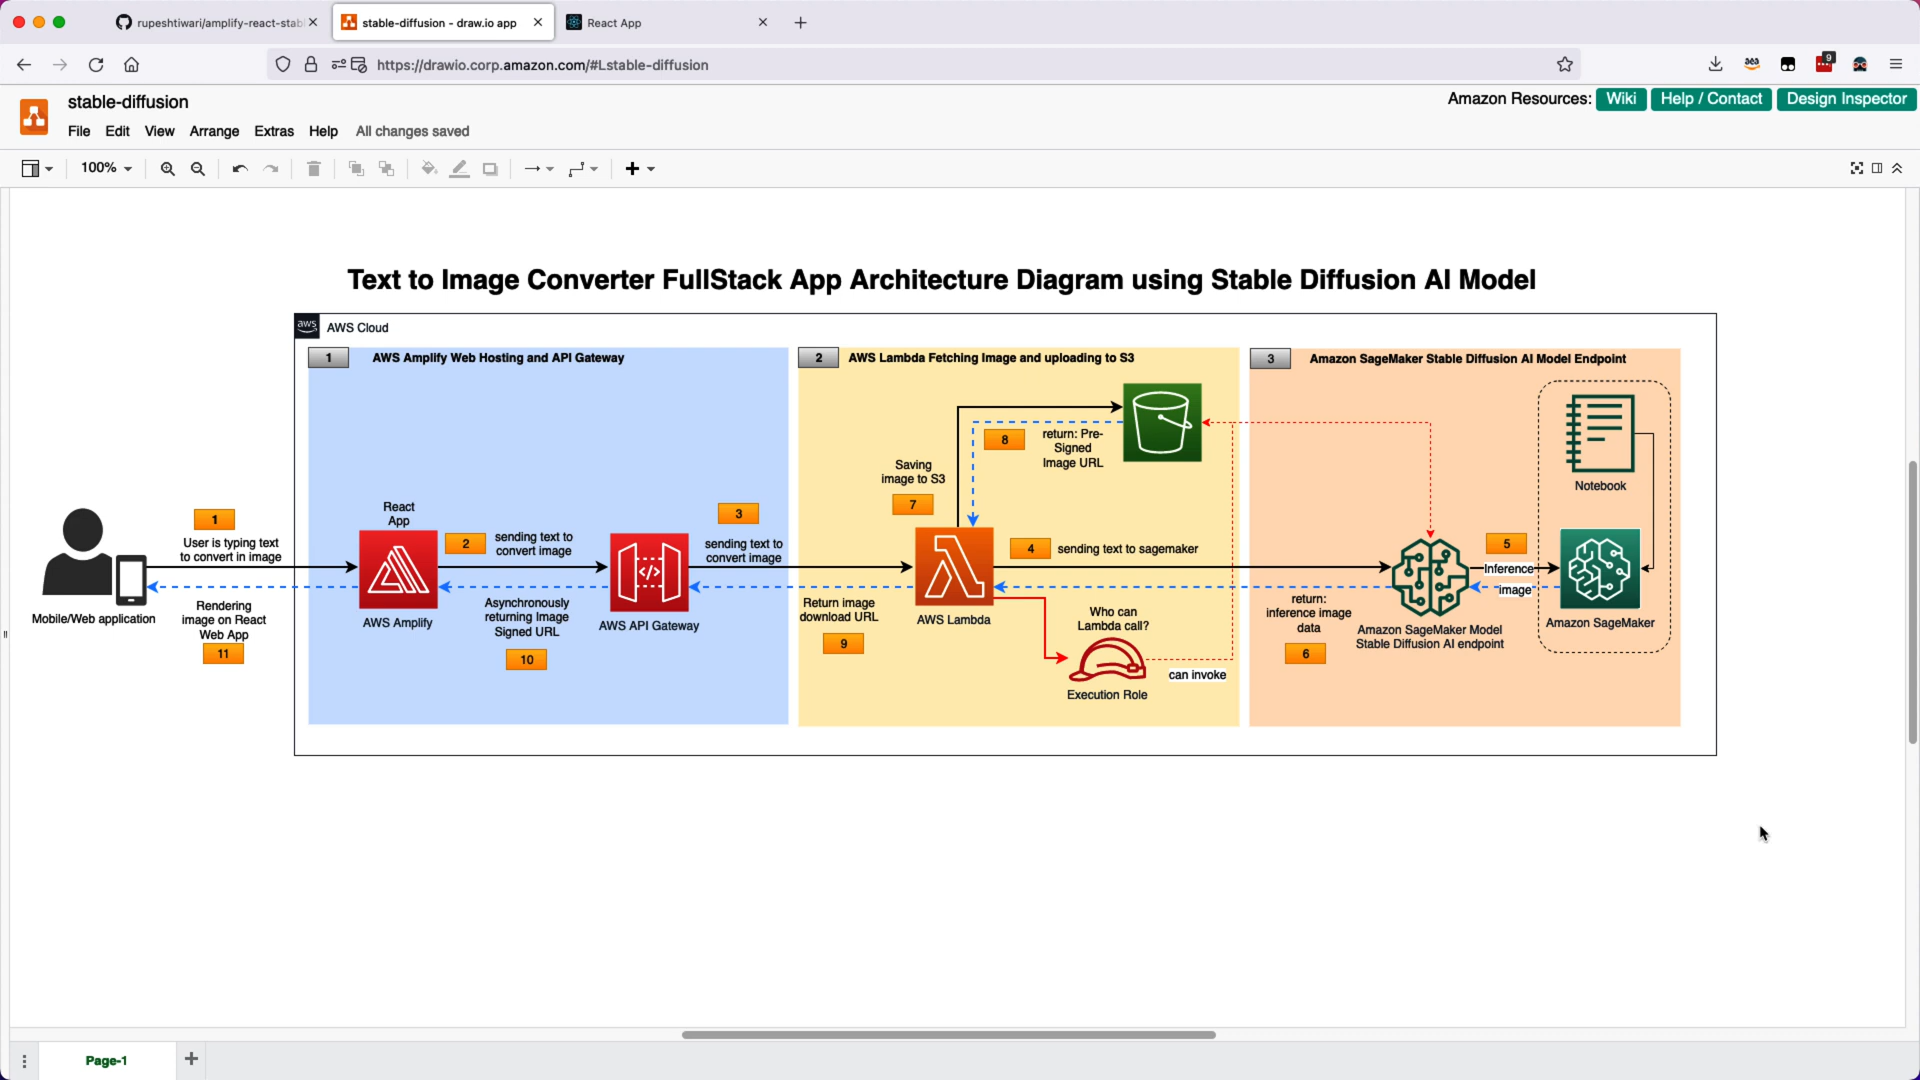 rupeshtiwari/amplify-react-stab
stable-diffusion - draw.io app
React App
https://drawio.corp.amazon.com/#Lstable-diffusion
9
stable-diffusion
Amazon Resources:
Wiki
Help / Contact
Design Inspector
File
Edit
View
Arrange
Extras
Help
All changes saved
100%
Text to Image Converter FullStack App Architecture Diagram using Stable Diffusion AI Model
aws
AWS Cloud
1
AWS Amplify Web Hosting and API Gateway
2
AWS Lambda Fetching Image and uploading to S3
3
Amazon SageMaker Stable Diffusion AI Model Endpoint
Mobile/Web application
1
User is typing text
to convert in image
Rendering
image on React
Web App
11
React
App
AWS Amplify
2
sending text to
convert image
Asynchronously
returning Image
Signed URL
10
AWS API Gateway
3
sending text to
convert image
Return image
download URL
9
Saving
image to S3
7
8
return: Pre-
Signed
Image URL
AWS Lambda
4
sending text to sagemaker
Who can
Lambda call?
Execution Role
can invoke
return:
inference image
data
6
Amazon SageMaker Model
Stable Diffusion AI endpoint
5
Inference
image
Notebook
Amazon SageMaker
Page-1